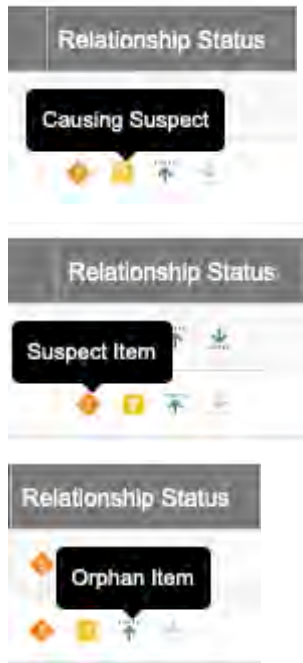 Relationship Status
Causing Suspect
Relationship Status
Suspect Item
Relationship Status
Orphan Item